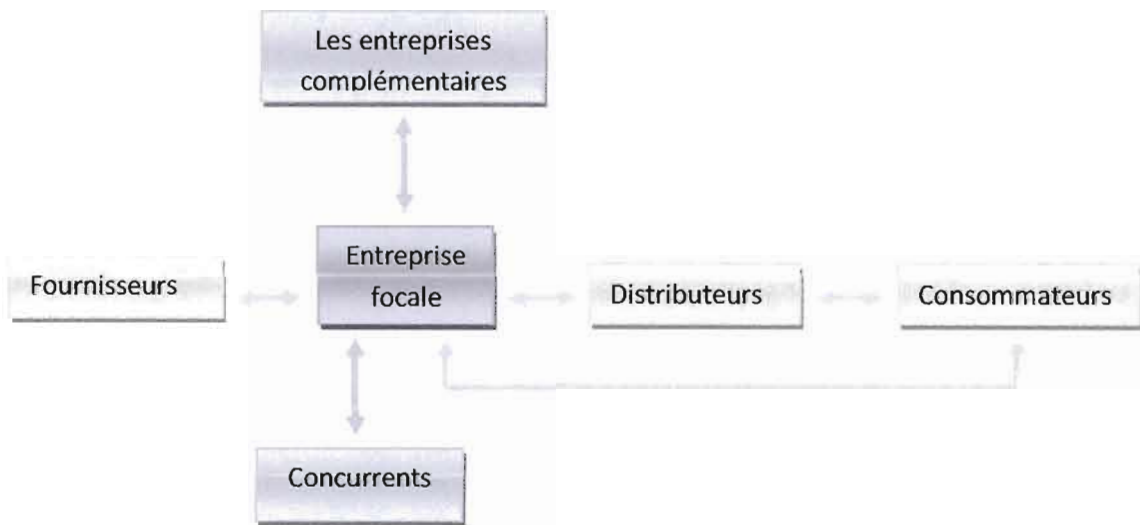 Les entreprises
complémentaires
Entreprise
focale
Fournisseurs
Distributeurs
Consommateurs
Concurrents